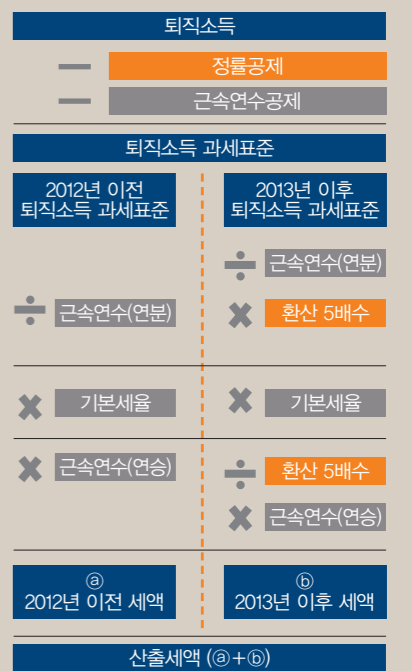 퇴직소득
정률공제
근속연수공제
퇴직소득 과세표준
2012년 이전
퇴직소득 과세표준
2013년 이후
퇴직소득 과세표준
÷ 근속연수(연분)
÷ 근속연수(연분)
× 환산 5배수
× 기본세율
× 기본세율
× 근속연수(연승)
÷ 환산 5배수
× 근속연수(연승)
ⓐ
2012년 이전 세액
ⓑ
2013년 이후 세액
산출세액 (ⓐ+ⓑ)